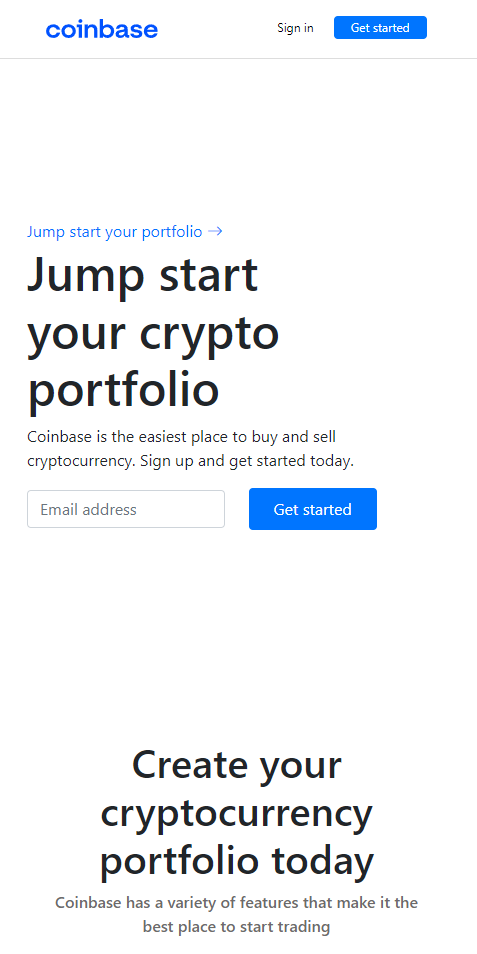 coinbase
Sign in
Get started
Jump start your portfolio →
Jump start
your crypto
portfolio
Coinbase is the easiest place to buy and sell
cryptocurrency. Sign up and get started today.
Email address
Get started
Create your
cryptocurrency
portfolio today
Coinbase has a variety of features that make it the
best place to start trading